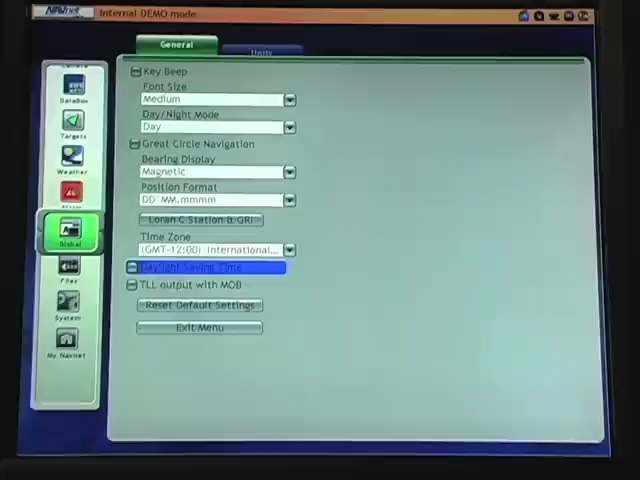 NAVnet
Internal DEMO mode
General
Units
DataBox
Targets
Weather
Alarm
Global
Files
System
My Navnet
Key Beep
Font Size
Medium
Day/Night Mode
Day
Great Circle Navigation
Bearing Display
Magnetic
Position Format
DD°MM.mmmm
Loran C Station & GRI
Time Zone
(GMT-12:00) International...
Daylight Saving Time
TLL output with MOB
Reset Default Settings
Exit Menu